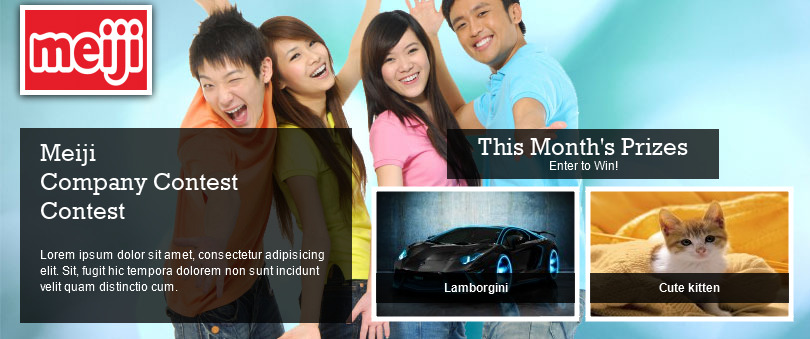 meiji
Meiji
Company Contest
Contest
Lorem ipsum dolor sit amet, consectetur adipisicing
elit. Sit, fugit hic tempora dolorem non sunt incidunt
velit quam distinctio cum.
This Month's Prizes
Enter to Win!
Lamborgini
Cute kitten